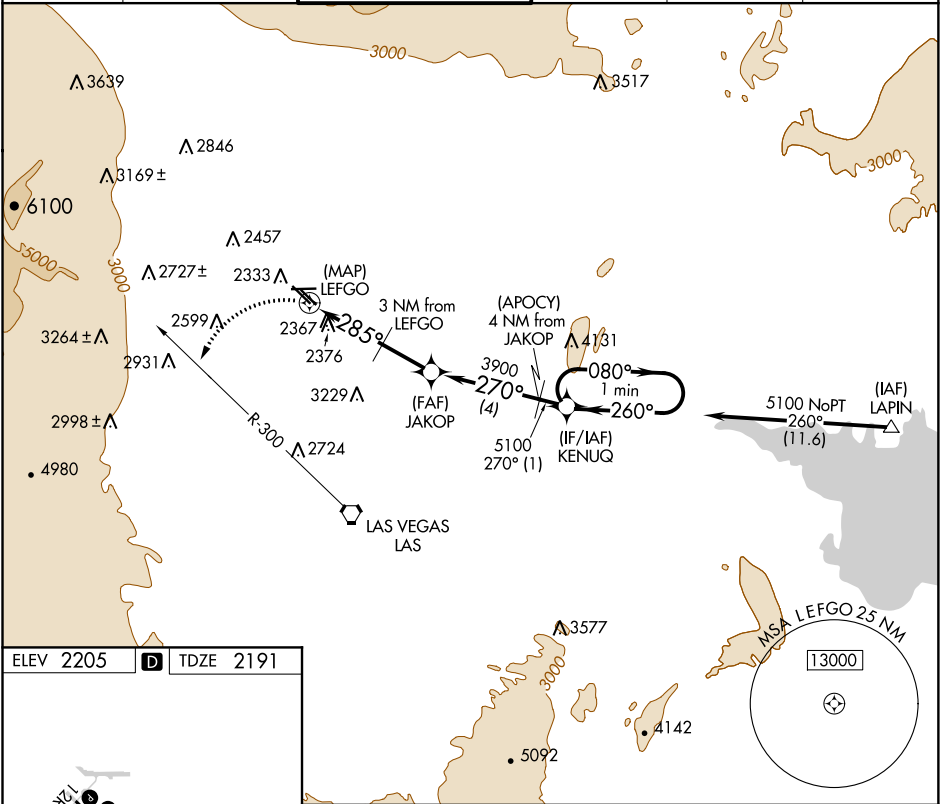 3000
3639
3517
2846
3000
3169 ±
6100
2457
5000
3000
2727 ±
2333
(MAP)
LEFGO
3 NM from
LEFGO
(APOCY)
4 NM from
JAKOP
2599
2367
285°
2376
3264 ±
4131
2931
3900
270°
(4)
080°
1 min
260°
3229
(FAF)
JAKOP
(IAF)
LAPIN
5100 NoPT
260°
(11.6)
2998 ±
R-300
5100
270° (1)
(IF/IAF)
KENUQ
2724
4980
LAS VEGAS
LAS
3577
MSA LEFGO 25 NM
13000
ELEV 2205
D
TDZE 2191
3000
4142
5092
12R
P